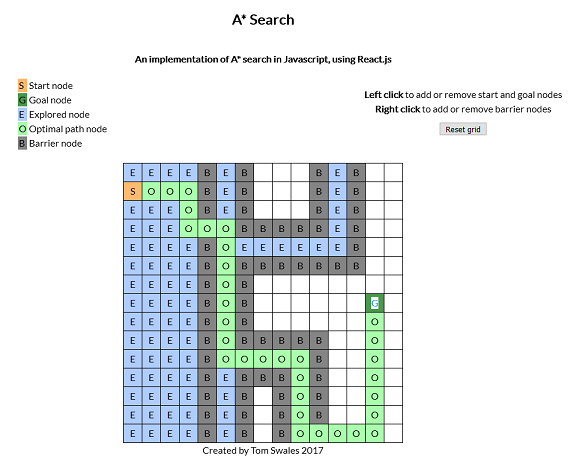 A* Search
An implementation of A* search in Javascript, using React.js
S Start node
G Goal node
E Explored node
O Optimal path node
B Barrier node
Left click to add or remove start and goal nodes
Right click to add or remove barrier nodes
Reset grid
E E E E B E B B E B
S O O O B E B B E B
E E E O B E B B E B
E E E O O O B B B B B E B
E E E E B O E E E E E E B
E E E E B O B B B B B B B
E E E E B O B
E E E E B O B G
E E E E B O B O
E E E E B O B B B B B O
E E E E B O O O O O B O
E E E E B E B B B O B O
E E E E B E B B O B O
E E E E B E B B O B O
E E E E B E B B O O O O O
Created by Tom Swales 2017